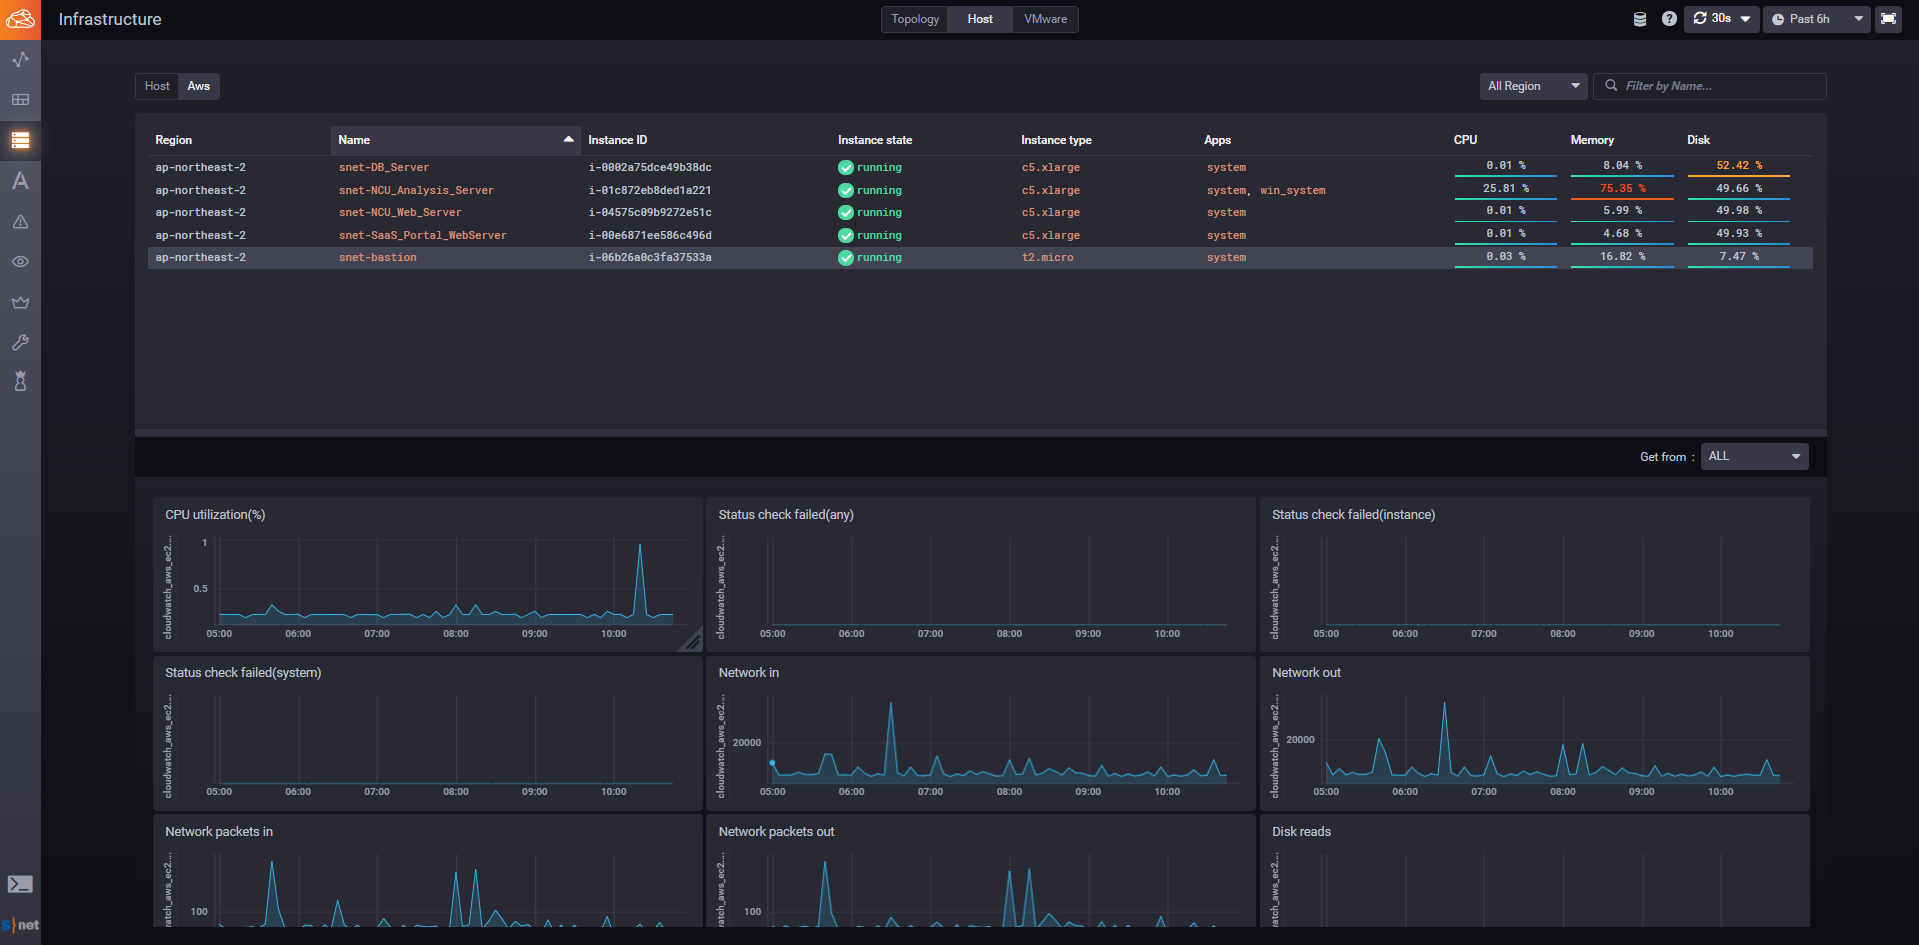 Infrastructure
Topology Host VMware
? 30s Past 6h
Host Aws
All Region Filter by Name...
Region Name Instance ID Instance state Instance type Apps CPU Memory Disk
ap-northeast-2 snet-DB_Server i-0002a75dce49b38dc running c5.xlarge system 0.01 % 8.04 % 52.42 %
ap-northeast-2 snet-NCU_Analysis_Server i-01c872eb8ded1a221 running c5.xlarge system, win_system 25.81 % 75.35 % 49.66 %
ap-northeast-2 snet-NCU_Web_Server i-04575c09b9272e51c running c5.xlarge system 0.01 % 5.99 % 49.98 %
ap-northeast-2 snet-SaaS_Portal_WebServer i-00e6871ee586c496d running c5.xlarge system 0.01 % 4.68 % 49.93 %
ap-northeast-2 snet-bastion i-06b26a0c3fa37533a running t2.micro system 0.03 % 16.82 % 7.47 %
Get from : ALL
CPU utilization(%)
cloudwatch_aws_ec2....
1
0.5
05:00 06:00 07:00 08:00 09:00 10:00
Status check failed(any)
cloudwatch_aws_ec2....
05:00 06:00 07:00 08:00 09:00 10:00
Status check failed(instance)
cloudwatch_aws_ec2....
05:00 06:00 07:00 08:00 09:00 10:00
Status check failed(system)
cloudwatch_aws_ec2....
05:00 06:00 07:00 08:00 09:00 10:00
Network in
cloudwatch_aws_ec2....
20000
05:00 06:00 07:00 08:00 09:00 10:00
Network out
cloudwatch_aws_ec2....
20000
05:00 06:00 07:00 08:00 09:00 10:00
Network packets in
watch_aws_ec2....
100
Network packets out
watch_aws_ec2....
100
Disk reads
watch_aws_ec2....
S}net